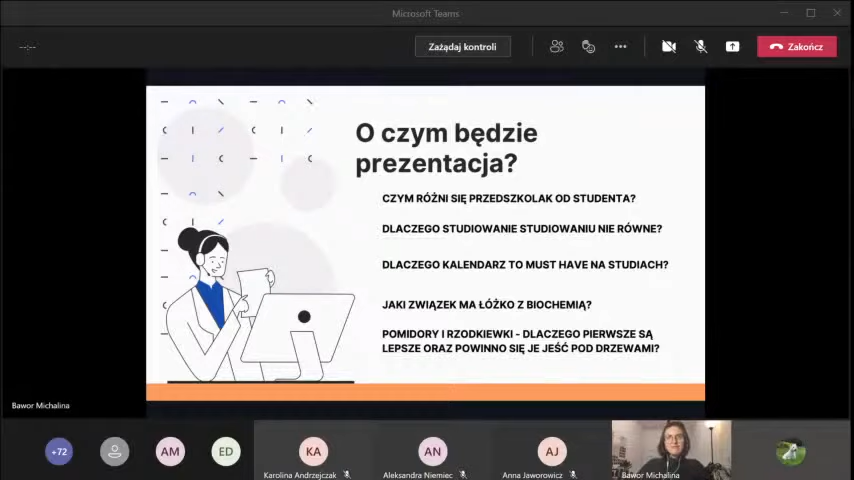 Microsoft Teams
--:--
Zażądaj kontroli
Zakończ
O czym będzie
prezentacja?
CZYM RÓŻNI SIĘ PRZEDSZKOLAK OD STUDENTA?
DLACZEGO STUDIOWANIE STUDIOWANIU NIE RÓWNE?
DLACZEGO KALENDARZ TO MUST HAVE NA STUDIACH?
JAKI ZWIĄZEK MA ŁÓŻKO Z BIOCHEMIĄ?
POMIDORY I RZODKIEWKI - DLACZEGO PIERWSZE SĄ
LEPSZE ORAZ POWINNO SIĘ JE JEŚĆ POD DRZEWAMI?
Bawor Michalina
+72
AM
ED
KA
AN
AJ
Karolina Andrzejczak
Aleksandra Niemiec
Anna Jaworowicz
Bawor Michalina